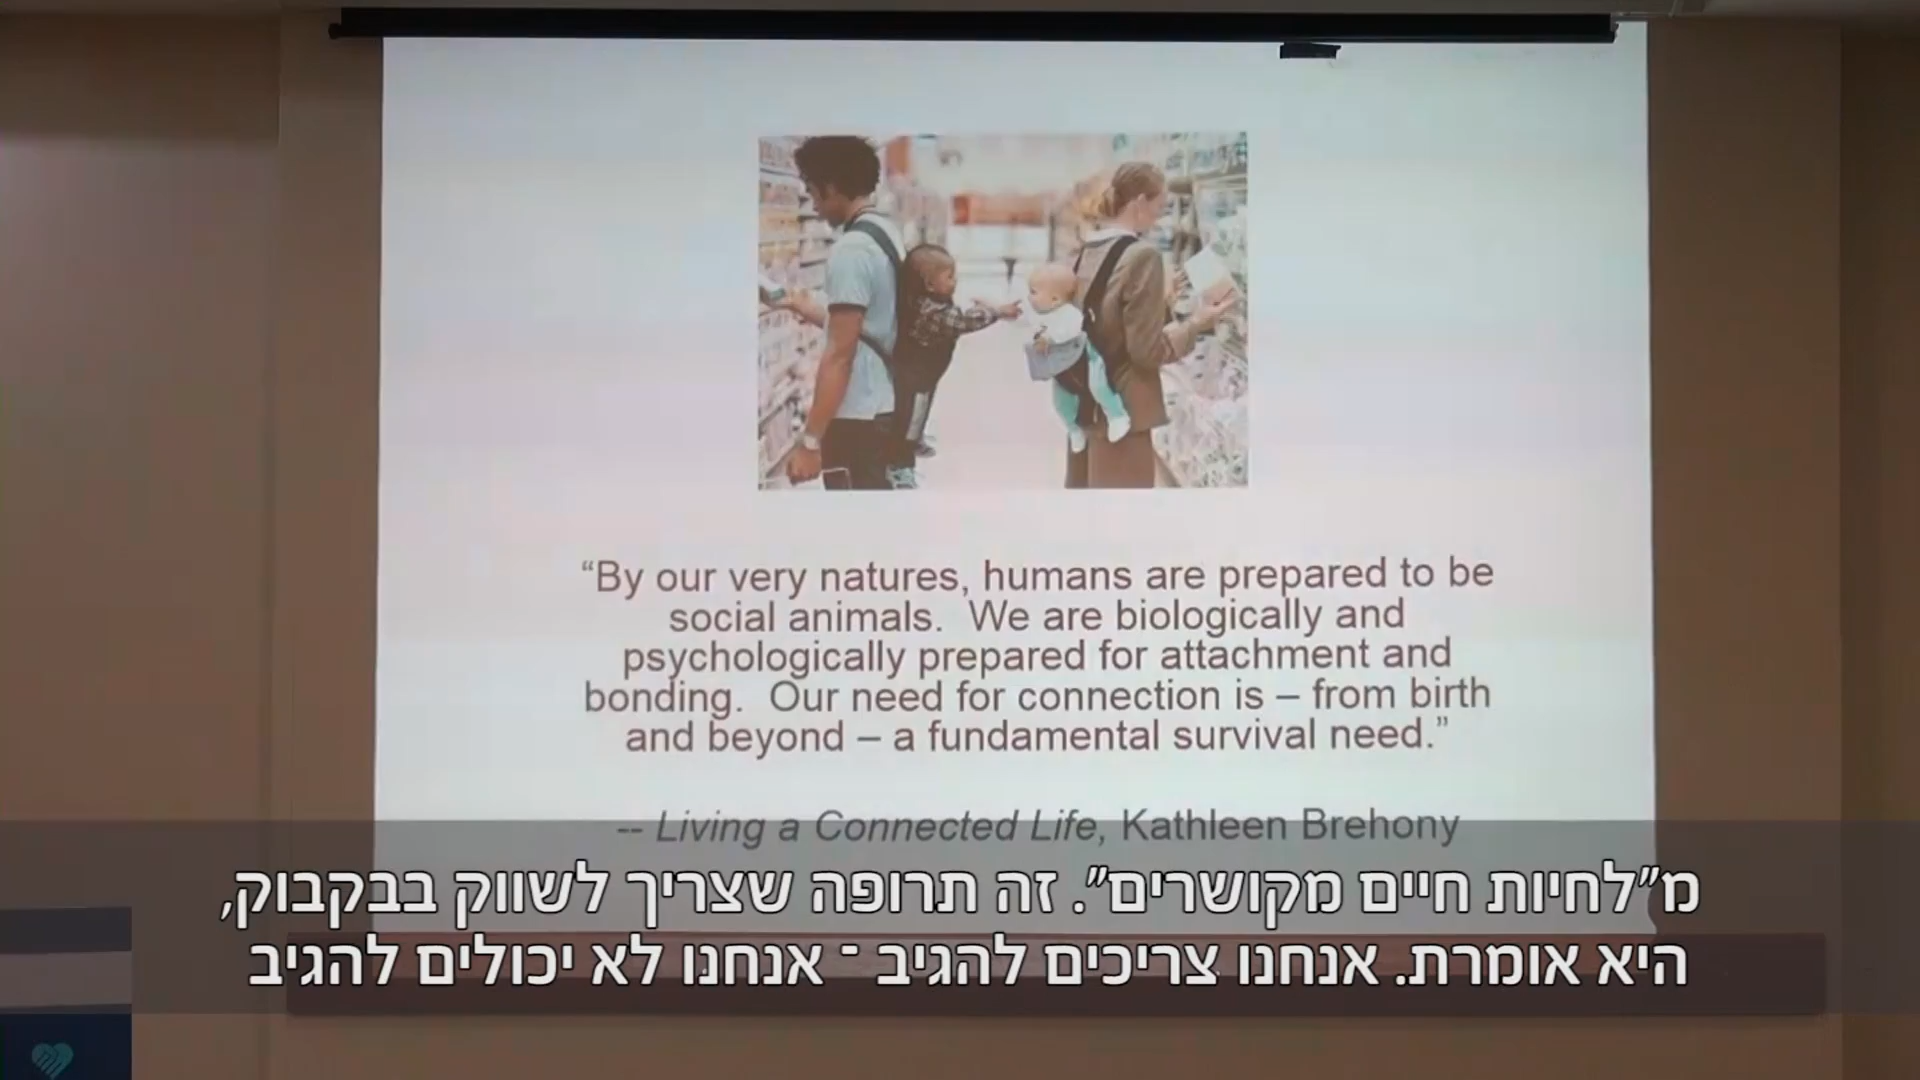 “By our very natures, humans are prepared to be
social animals.  We are biologically and
psychologically prepared for attachment and
bonding.  Our need for connection is – from birth
and beyond – a fundamental survival need.”
-- Living a Connected Life, Kathleen Brehony
מ"לחיות חיים מקושרים". זה תרופה שצריך לשווק בבקבוק,
היא אומרת. אנחנו צריכים להגיב - אנחנו לא יכולים להגיב